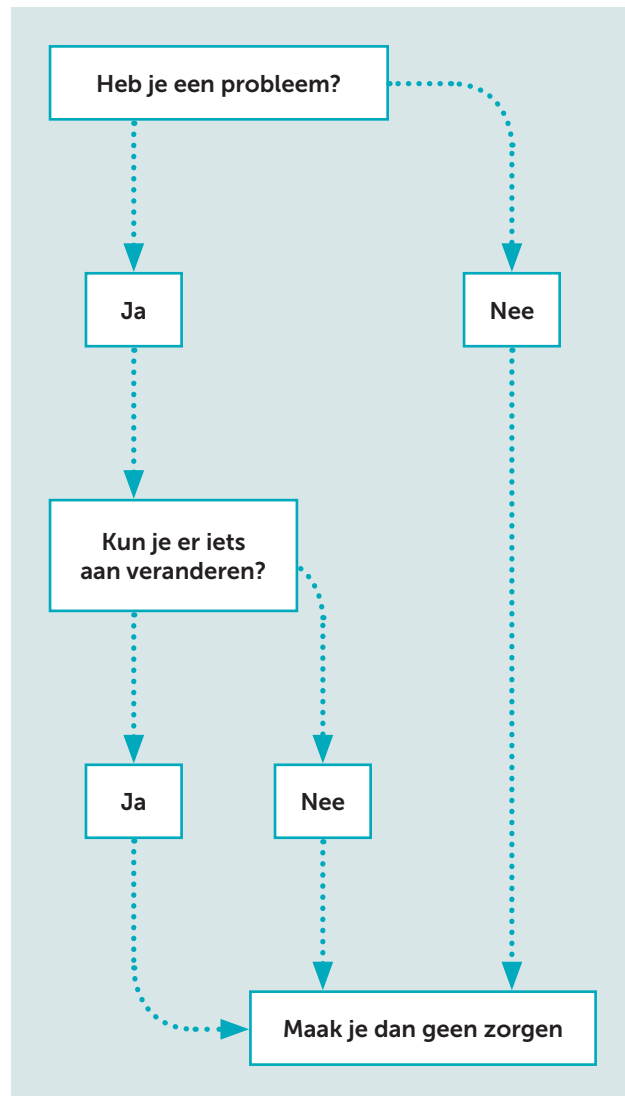 Heb je een probleem?
Ja
Nee
Kun je er iets
aan veranderen?
Ja
Nee
Maak je dan geen zorgen